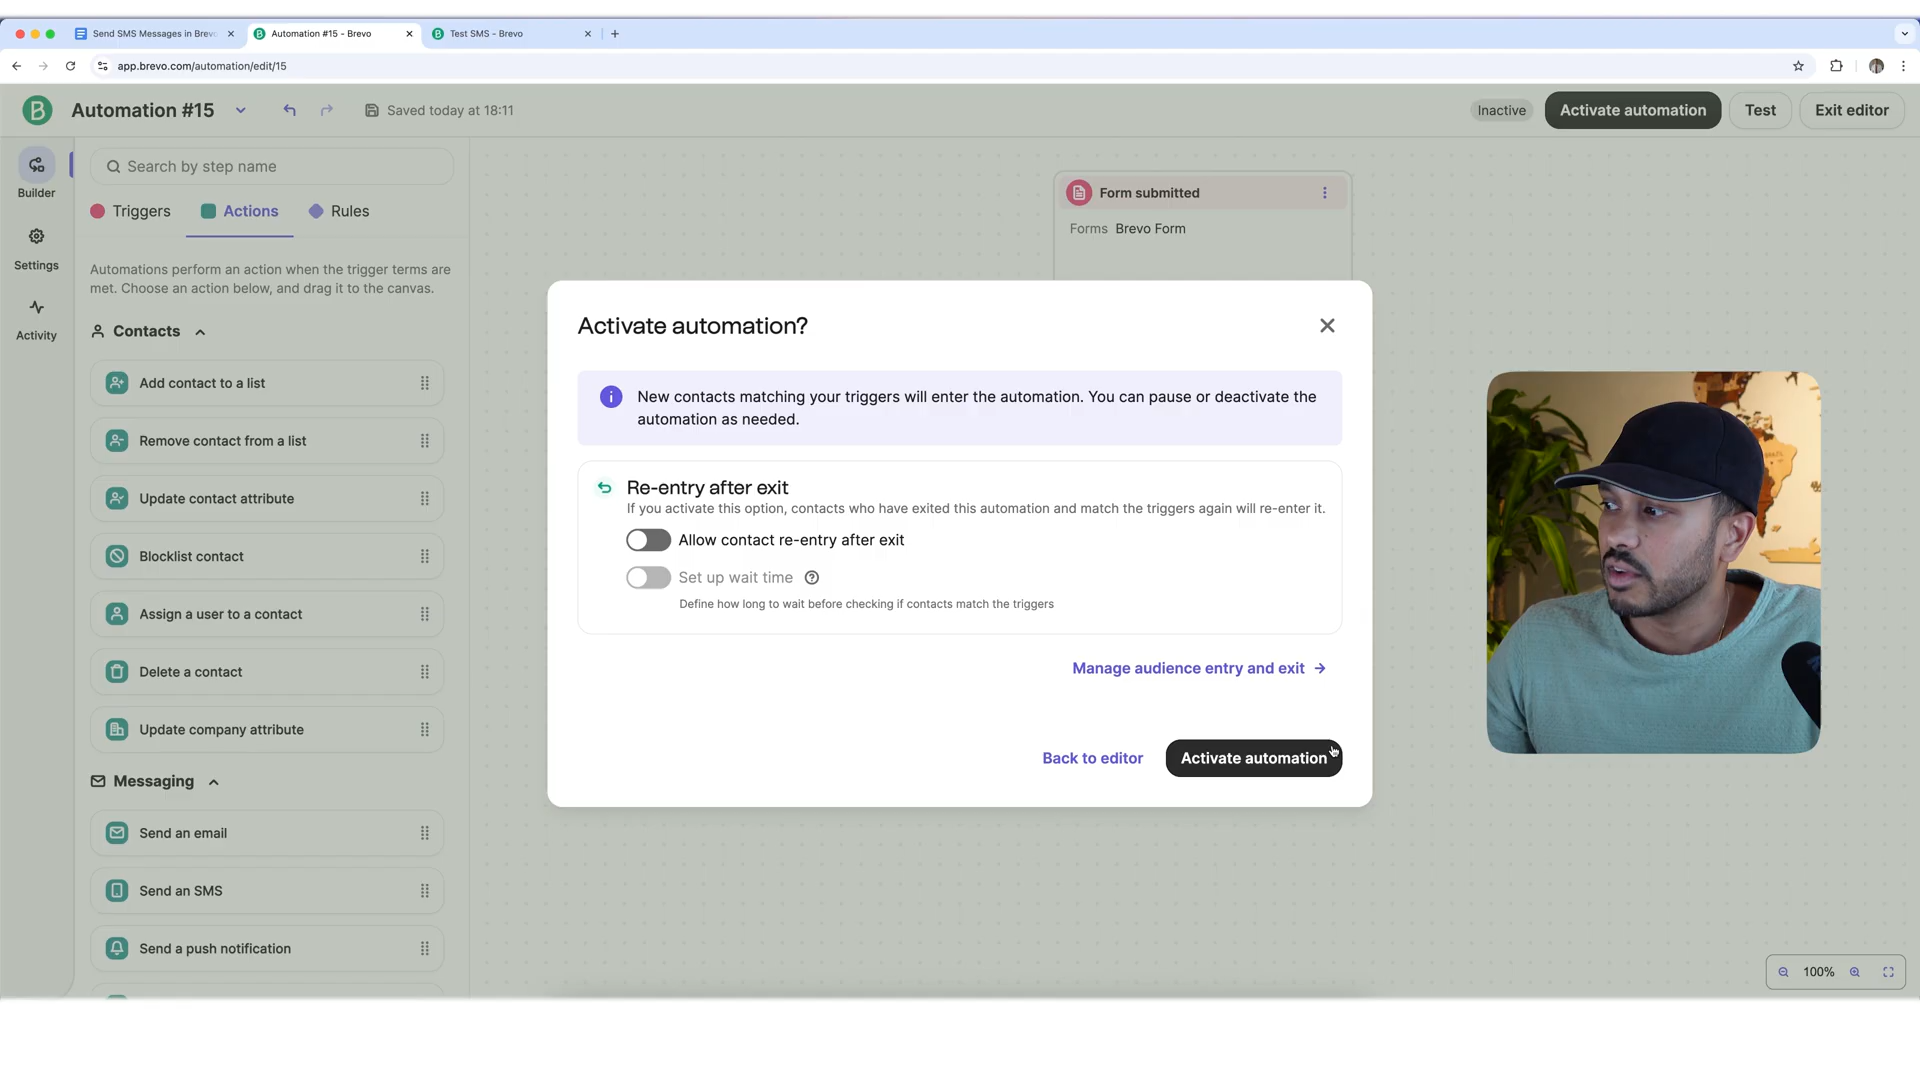 Send SMS Messages in Brevo
Automation #15 - Brevo
Test SMS - Brevo
app.brevo.com/automation/edit/15
B
Automation #15
Saved today at 18:11
Inactive
Activate automation
Test
Exit editor
Builder
Settings
Activity
Search by step name
Triggers
Actions
Rules
Automations perform an action when the trigger terms are
met. Choose an action below, and drag it to the canvas.
Contacts
Add contact to a list
Remove contact from a list
Update contact attribute
Blocklist contact
Assign a user to a contact
Delete a contact
Update company attribute
Messaging
Send an email
Send an SMS
Send a push notification
Form submitted
Forms Brevo Form
Activate automation?
New contacts matching your triggers will enter the automation. You can pause or deactivate the
automation as needed.
Re-entry after exit
If you activate this option, contacts who have exited this automation and match the triggers again will re-enter it.
Allow contact re-entry after exit
Set up wait time
Define how long to wait before checking if contacts match the triggers
Manage audience entry and exit
Back to editor
Activate automation
BRAZIL
100%